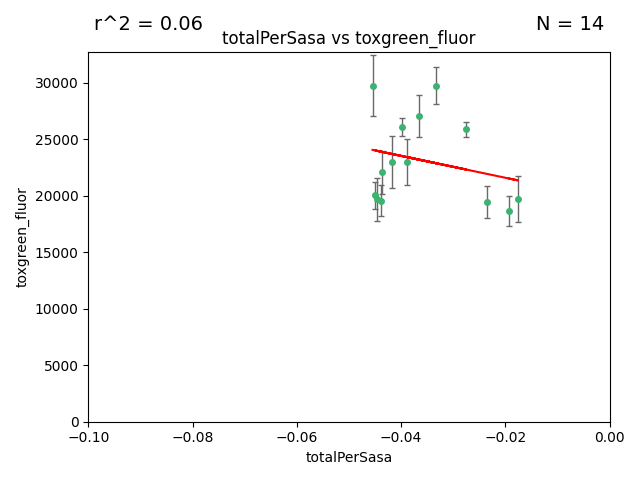 r^2 = 0.06
N = 14
totalPerSasa vs toxgreen_fluor
30000
25000
20000
15000
10000
5000
0
toxgreen_fluor
−0.10
−0.08
−0.06
−0.04
−0.02
0.00
totalPerSasa